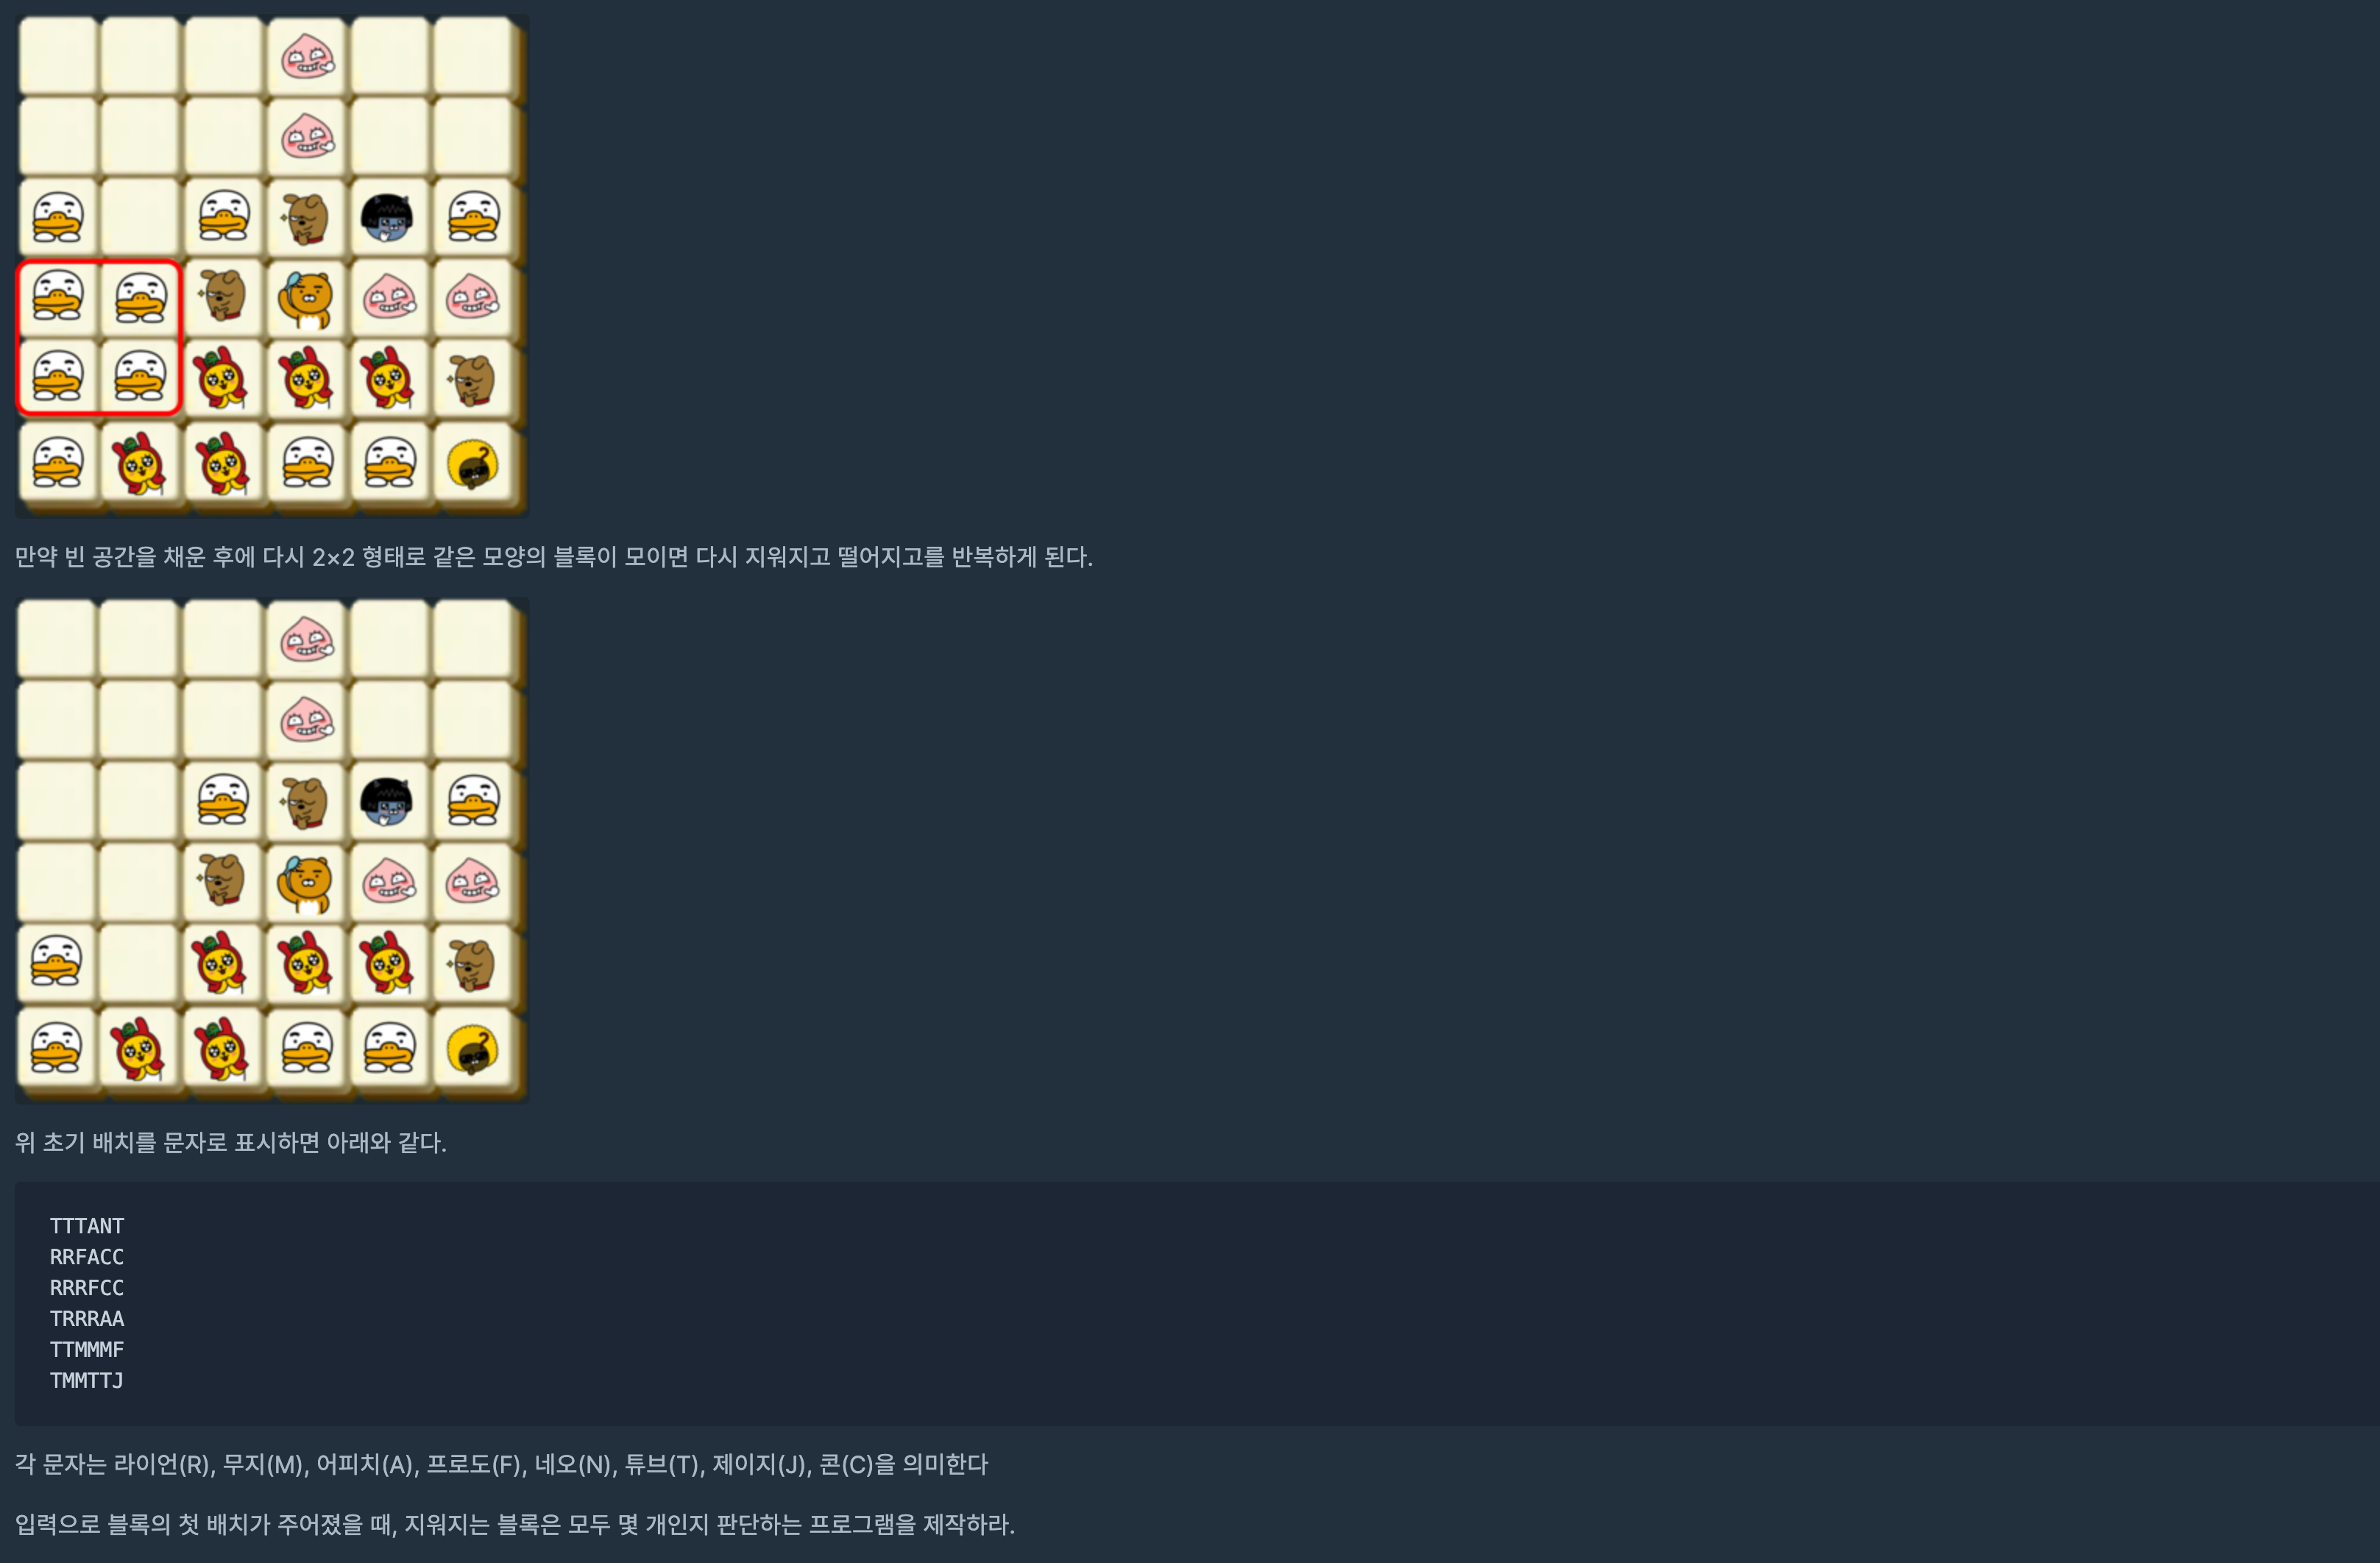 만약 빈 공간을 채운 후에 다시 2×2 형태로 같은 모양의 블록이 모이면 다시 지워지고 떨어지고를 반복하게 된다.
위 초기 배치를 문자로 표시하면 아래와 같다.
TTTANT
RRFACC
RRRFCC
TRRRAA
TTMMMF
TMMTTJ
각 문자는 라이언(R), 무지(M), 어피치(A), 프로도(F), 네오(N), 튜브(T), 제이지(J), 콘(C)을 의미한다
입력으로 블록의 첫 배치가 주어졌을 때, 지워지는 블록은 모두 몇 개인지 판단하는 프로그램을 제작하라.